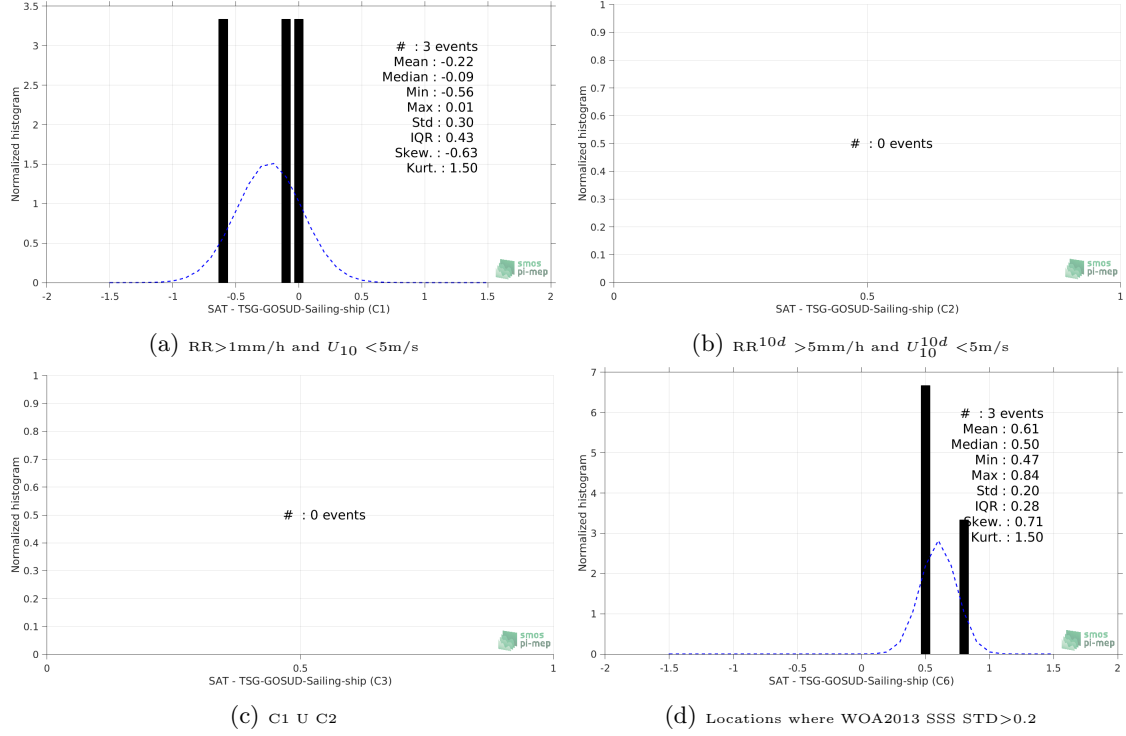 3.5
3
2.5
2
1.5
1
0.5
0
Normalized histogram
# : 3 events
Mean : -0.22
Median : -0.09
Min : -0.56
Max : 0.01
Std : 0.30
IQR : 0.43
Skew. : -0.63
Kurt. : 1.50
smos
pi-mep
-2 -1.5 -1 -0.5 0 0.5 1 1.5 2
SAT - TSG-GOSUD-Sailing-ship (C1)
(a) RR>1mm/h and U10 <5m/s
1
0.9
0.8
0.7
0.6
0.5
0.4
0.3
0.2
0.1
0
Normalized histogram
# : 0 events
smos
pi-mep
0 0.5 1
SAT - TSG-GOSUD-Sailing-ship (C2)
(b) RR10d >5mm/h and U10d10 <5m/s
1
0.9
0.8
0.7
0.6
0.5
0.4
0.3
0.2
0.1
0
Normalized histogram
# : 0 events
smos
pi-mep
0 0.5 1
SAT - TSG-GOSUD-Sailing-ship (C3)
(c) C1 U C2
7
6
5
4
3
2
1
0
Normalized histogram
# : 3 events
Mean : 0.61
Median : 0.50
Min : 0.47
Max : 0.84
Std : 0.20
IQR : 0.28
Skew. : 0.71
Kurt. : 1.50
smos
pi-mep
-2 -1.5 -1 -0.5 0 0.5 1 1.5 2
SAT - TSG-GOSUD-Sailing-ship (C6)
(d) Locations where WOA2013 SSS STD>0.2